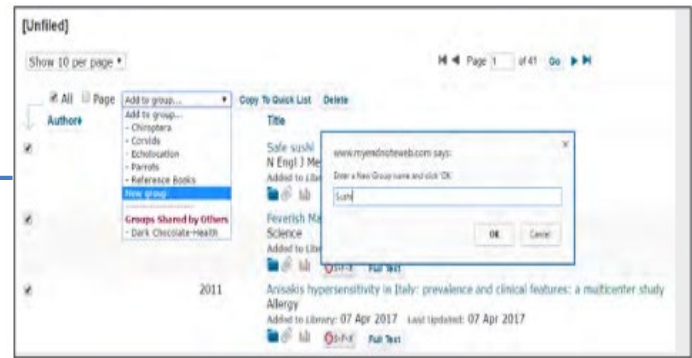 [Unfiled]
Show 10 per page
Page 1 of 41 Go
All Page Add to group... Copy To Quick List Delete
Authors
Title
Add to group...
- Chiroptera
- Corvids
- Echolocation
- Parrots
- Reference Books
New group
Groups Shared by Others
- Dark Chocolate-Health
Safe sushi
N Engl J Me
Added to Libr
www.myendnoteweb.com says:
Enter a New Group name and click 'OK'.
Sushi
OK Cancel
Feverish Ma
Science
Added to Libr
S-F-X Full Text
2011
Anisakis hypersensitivity in Italy: prevalence and clinical features: a multicenter study
Allergy
Added to Library: 07 Apr 2017 Last Updated: 07 Apr 2017
S-F-X Full Text